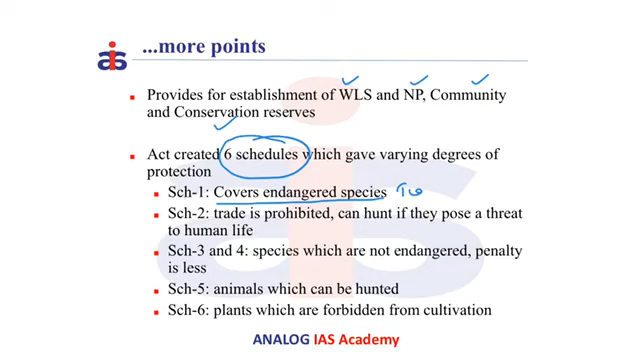 ...more points
ais
Provides for establishment of WLS and NP, Community
and Conservation reserves
Act created 6 schedules which gave varying degrees of
protection
Sch-1: Covers endangered species
Sch-2: trade is prohibited, can hunt if they pose a threat
to human life
Sch-3 and 4: species which are not endangered, penalty
is less
Sch-5: animals which can be hunted
Sch-6: plants which are forbidden from cultivation
ANALOG IAS Academy